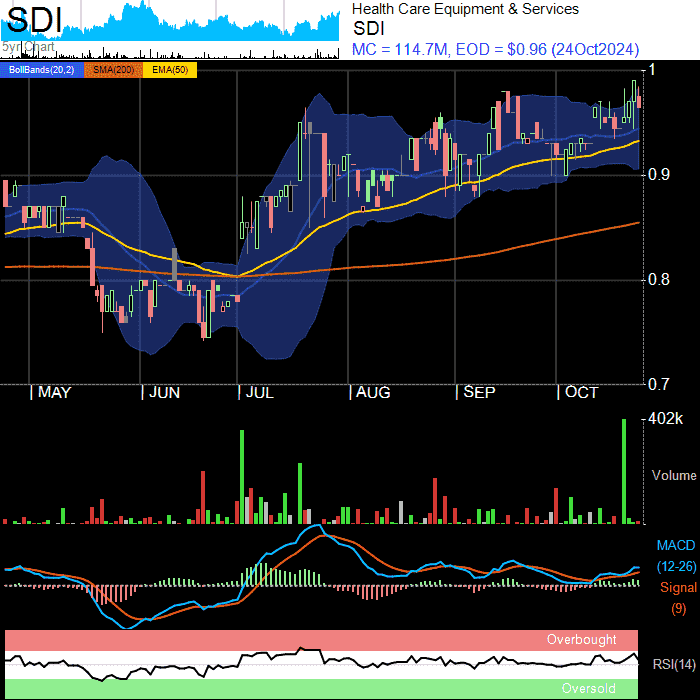 SDI
5yr Chart
Health Care Equipment & Services
SDI
MC = 114.7M, EOD = $0.96 (24Oct2024)
BollBands(20,2) SMA(200) EMA(50)
1
0.9
0.8
0.7
MAY JUN JUL AUG SEP OCT
402k
Volume
MACD
(12-26)
Signal
(9)
Overbought
RSI(14)
Oversold